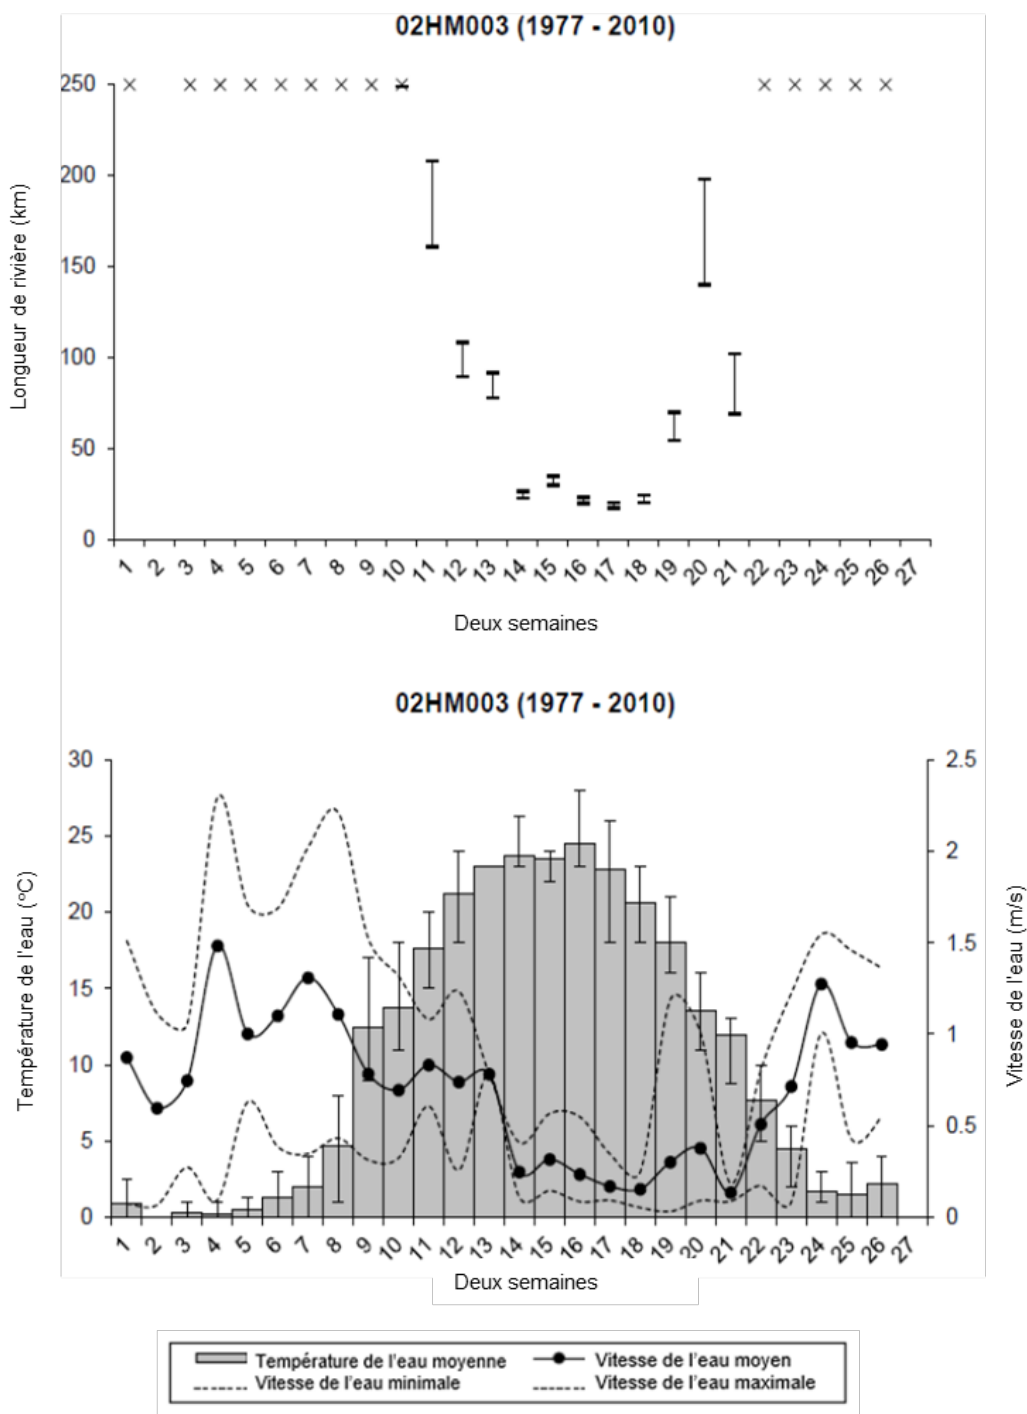 02HM003 (1977 - 2010)
Longueur de rivière (km)
250
200
150
100
50
0
1 2 3 4 5 6 7 8 9 10 11 12 13 14 15 16 17 18 19 20 21 22 23 24 25 26 27
Deux semaines
02HM003 (1977 - 2010)
Température de l'eau (°C)
30
25
20
15
10
5
0
2.5
2
1.5
1
0.5
0
Vitesse de l'eau (m/s)
1 2 3 4 5 6 7 8 9 10 11 12 13 14 15 16 17 18 19 20 21 22 23 24 25 26 27
Deux semaines
Température de l'eau moyenne
Vitesse de l'eau moyen
Vitesse de l'eau minimale
Vitesse de l'eau maximale